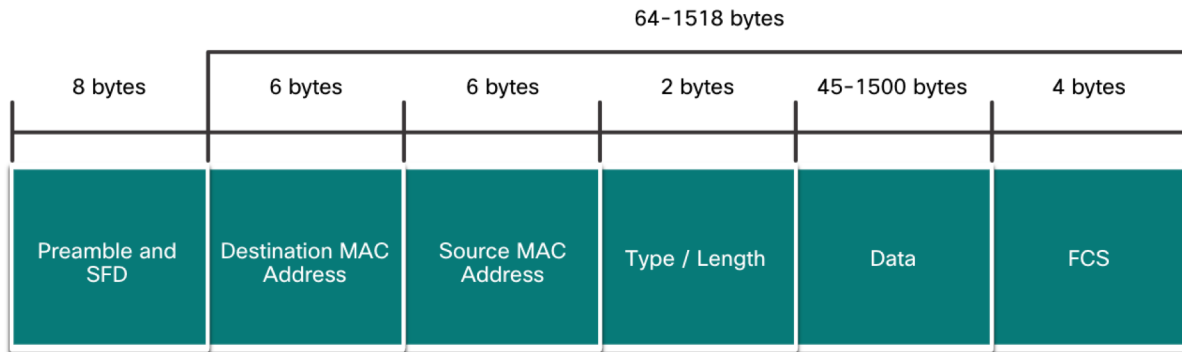 64-1518 bytes
8 bytes
6 bytes
6 bytes
2 bytes
45-1500 bytes
4 bytes
Preamble and
SFD
Destination MAC
Address
Source MAC
Address
Type / Length
Data
FCS